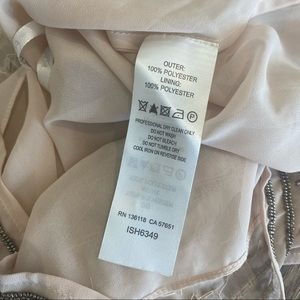 OUTER:
100% POLYESTER
LINING:
100% POLYESTER
PROFESSIONAL DRY CLEAN ONLY
DO NOT WASH
DO NOT BLEACH
DO NOT TUMBLE DRY
COOL IRON ON REVERSE SIDE
RN 136118 CA 57651
ISH6349